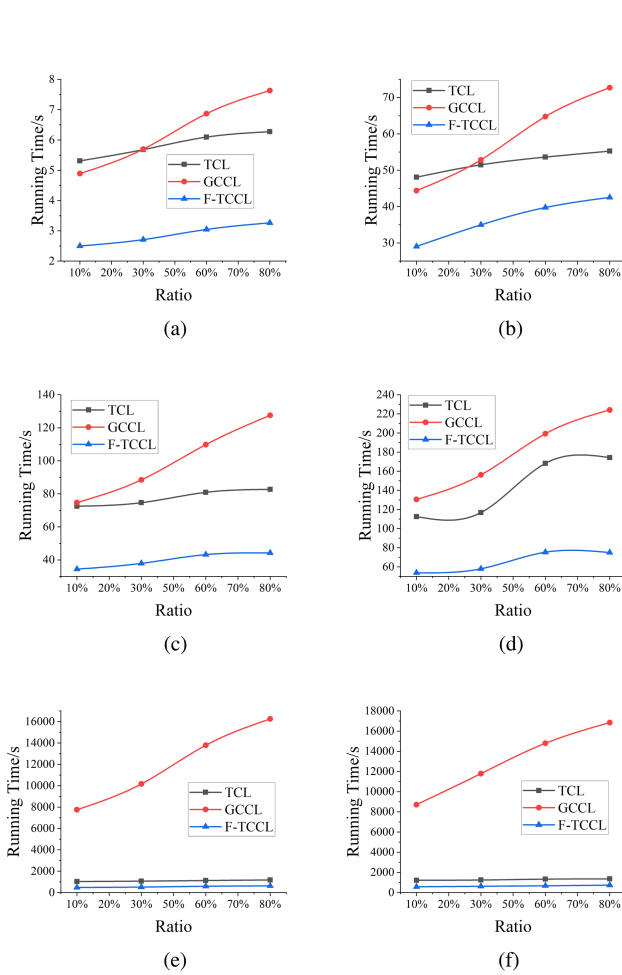 8
7
6
5
4
3
2
Running Time/s
TCL
GCCL
F-TCCL
10% 20% 30% 50% 60% 70% 80%
Ratio
(a)
70
60
50
40
30
Running Time/s
TCL
GCCL
F-TCCL
10% 20% 30% 50% 60% 70% 80%
Ratio
(b)
140
120
100
80
60
40
Running Time/s
TCL
GCCL
F-TCCL
10% 20% 30% 50% 60% 70% 80%
Ratio
(c)
240
220
200
180
160
140
120
100
80
60
Running Time/s
TCL
GCCL
F-TCCL
10% 20% 30% 50% 60% 70% 80%
Ratio
(d)
16000
14000
12000
10000
8000
6000
4000
2000
0
Running Time/s
TCL
GCCL
F-TCCL
10% 20% 30% 50% 60% 70% 80%
Ratio
(e)
18000
16000
14000
12000
10000
8000
6000
4000
2000
0
Running Time/s
TCL
GCCL
F-TCCL
10% 20% 30% 50% 60% 70% 80%
Ratio
(f)